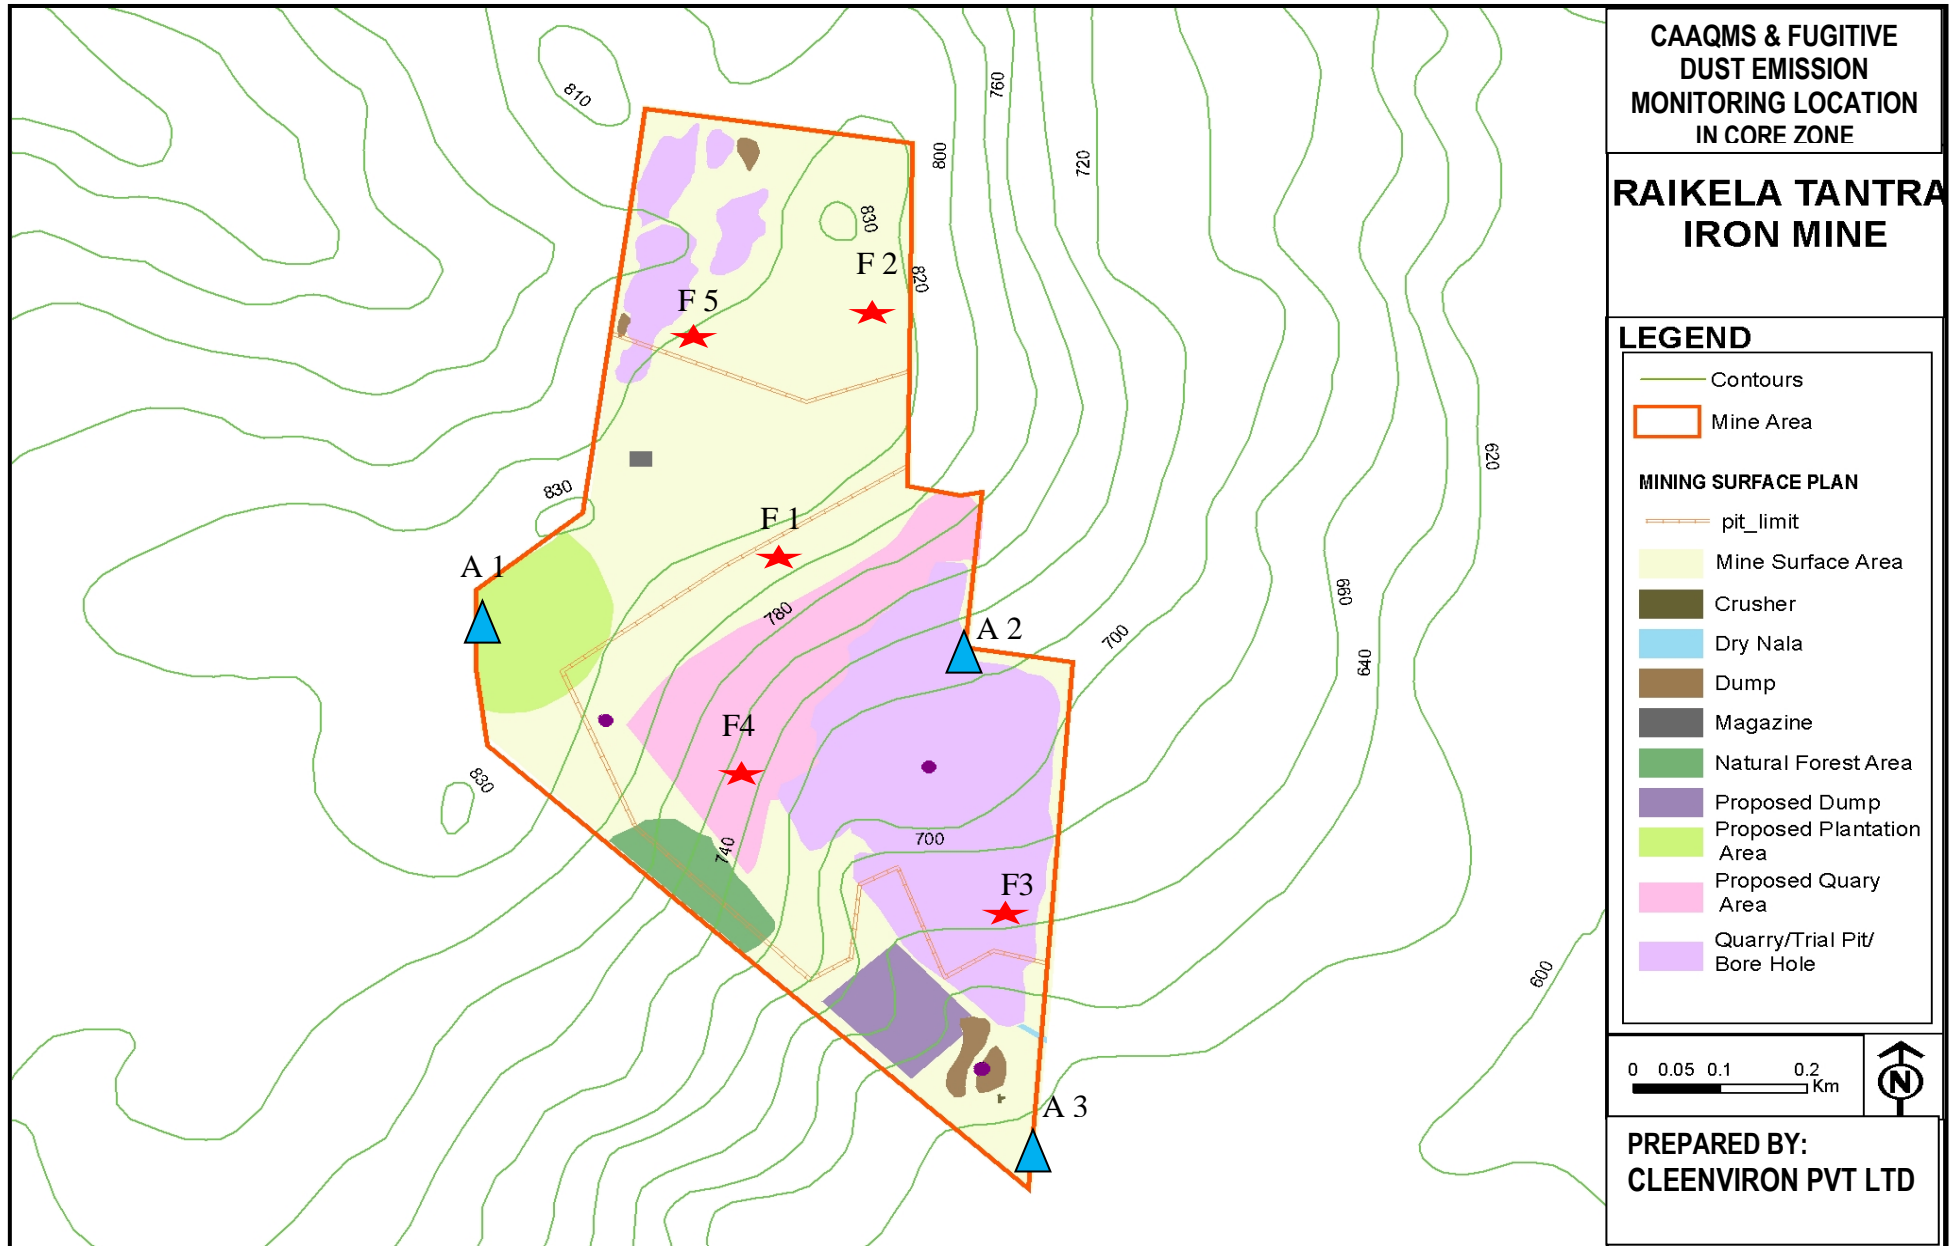 CAAQMS & FUGITIVE
DUST EMISSION
MONITORING LOCATION
IN CORE ZONE
RAIKELA TANTRA
IRON MINE
LEGEND
Contours
Mine Area
MINING SURFACE PLAN
pit_limit
Mine Surface Area
Crusher
Dry Nala
Dump
Magazine
Natural Forest Area
Proposed Dump
Proposed Plantation
Area
Proposed Quary
Area
Quarry/Trial Pit/
Bore Hole
0 0.05 0.1 0.2
Km
N
PREPARED BY:
CLEENVIRON PVT LTD
810
760
800
720
830
F 2
820
F 5
620
830
F 1
A 1
660
780
A 2
700
640
F4
830
740
700
F3
600
A 3